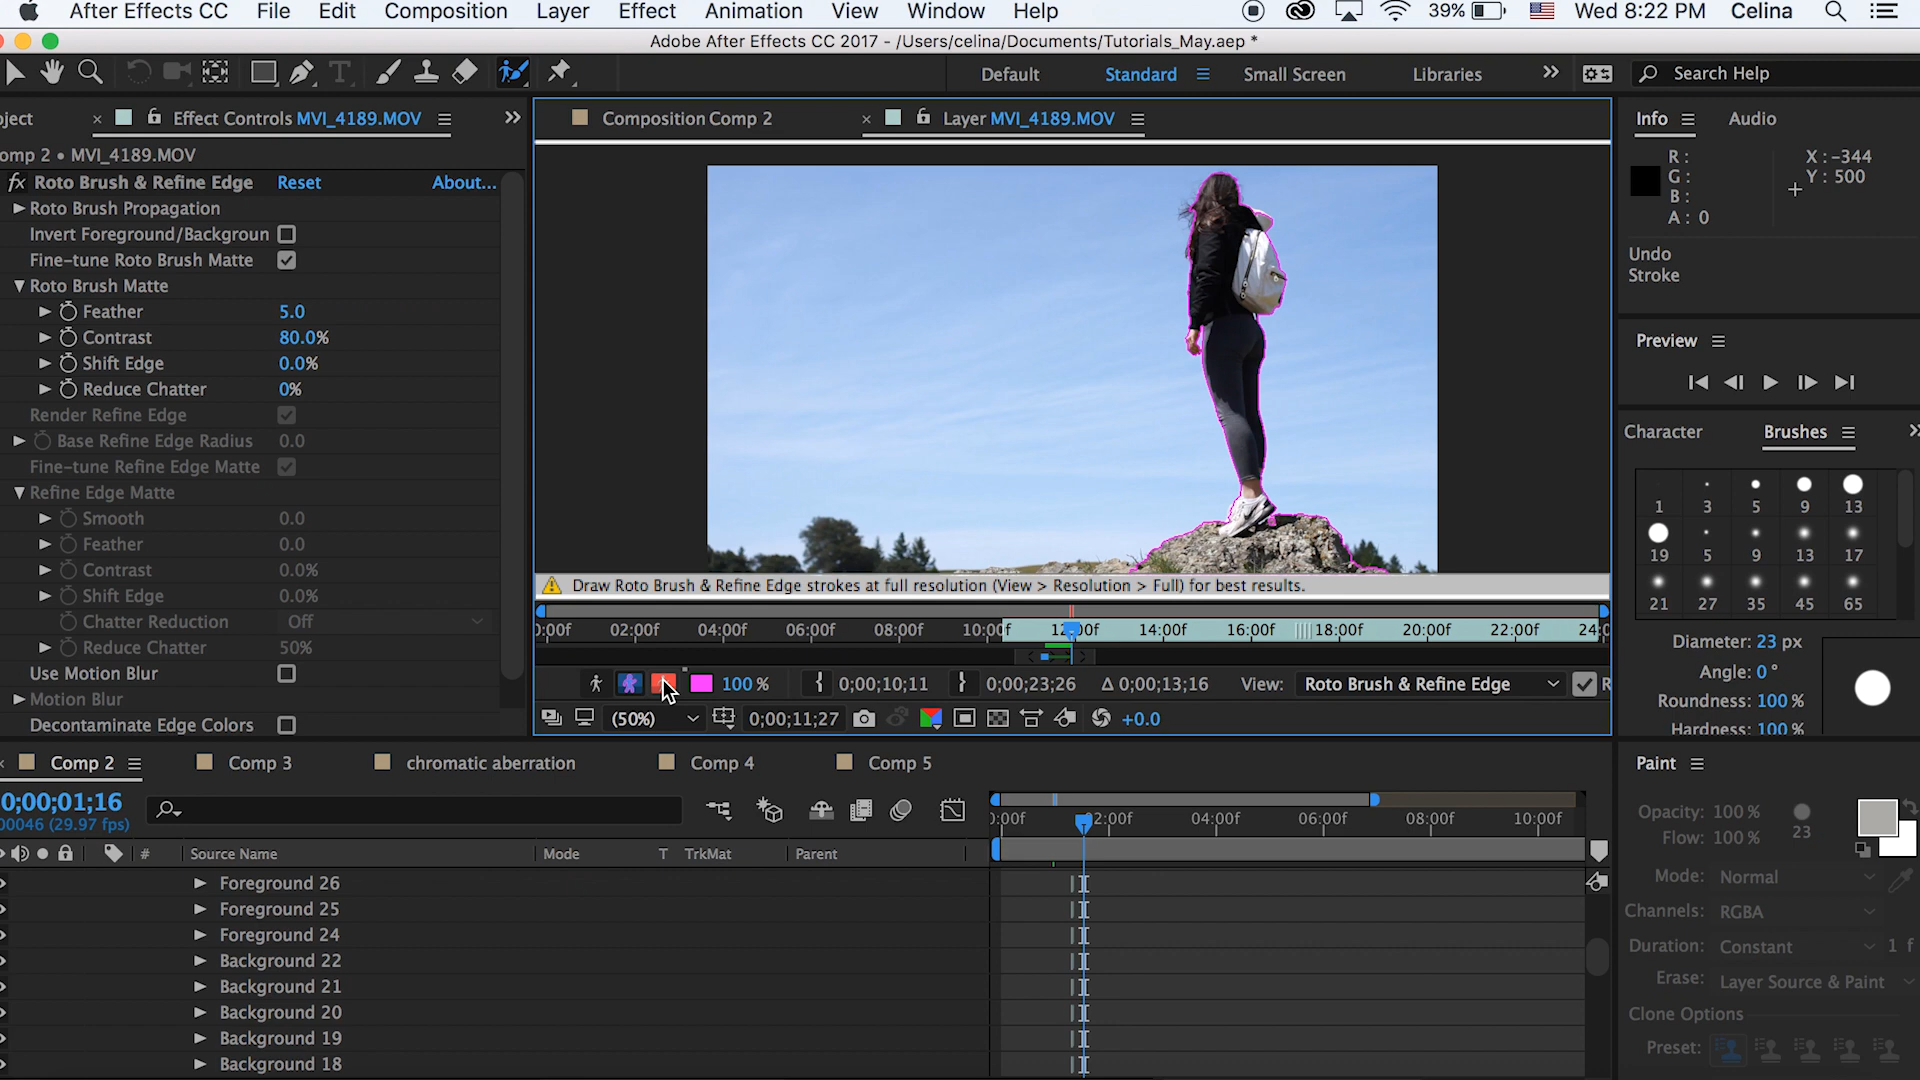 After Effects CC File Edit Composition Layer Effect Animation View Window Help 39% Wed 8:22 PM Celina
Adobe After Effects CC 2017 - /Users/celina/Documents/Tutorials_May.aep *
Default Standard Small Screen Libraries Search Help
ject Effect Controls MVI_4189.MOV
Composition Comp 2 Layer MVI_4189.MOV
Info Audio
omp 2 • MVI_4189.MOV
fx Roto Brush & Refine Edge Reset About...
Roto Brush Propagation
Invert Foreground/Backgroun
Fine-tune Roto Brush Matte
Roto Brush Matte
Feather 5.0
Contrast 80.0%
Shift Edge 0.0%
Reduce Chatter 0%
Render Refine Edge
Base Refine Edge Radius 0.0
Fine-tune Refine Edge Matte
Refine Edge Matte
Smooth 0.0
Feather 0.0
Contrast 0.0%
Shift Edge 0.0%
Chatter Reduction Off
Reduce Chatter 50%
Use Motion Blur
Motion Blur
Decontaminate Edge Colors
Draw Roto Brush & Refine Edge strokes at full resolution (View > Resolution > Full) for best results.
0:00f 02:00f 04:00f 06:00f 08:00f 10:00f 12:00f 14:00f 16:00f 18:00f 20:00f 22:00f 24:0
100 % 0;00;10;11 0;00;23;26 Δ 0;00;13;16 View: Roto Brush & Refine Edge R
(50%) 0;00;11;27 +0.0
R : X : -344
G : Y : 500
B :
A : 0
Undo
Stroke
Preview
Character Brushes
1 3 5 9 13
19 5 9 13 17
21 27 35 45 65
Diameter: 23 px
Angle: 0 °
Roundness: 100 %
Hardness: 100 %
Comp 2 Comp 3 chromatic aberration Comp 4 Comp 5
0;00;01;16
00046 (29.97 fps)
0:00f 02:00f 04:00f 06:00f 08:00f 10:00f
# Source Name Mode T TrkMat Parent
Foreground 26
Foreground 25
Foreground 24
Background 22
Background 21
Background 20
Background 19
Background 18
Paint
Opacity: 100 %
Flow: 100 % 23
Mode: Normal
Channels: RGBA
Duration: Constant 1 f
Erase: Layer Source & Paint
Clone Options
Preset: